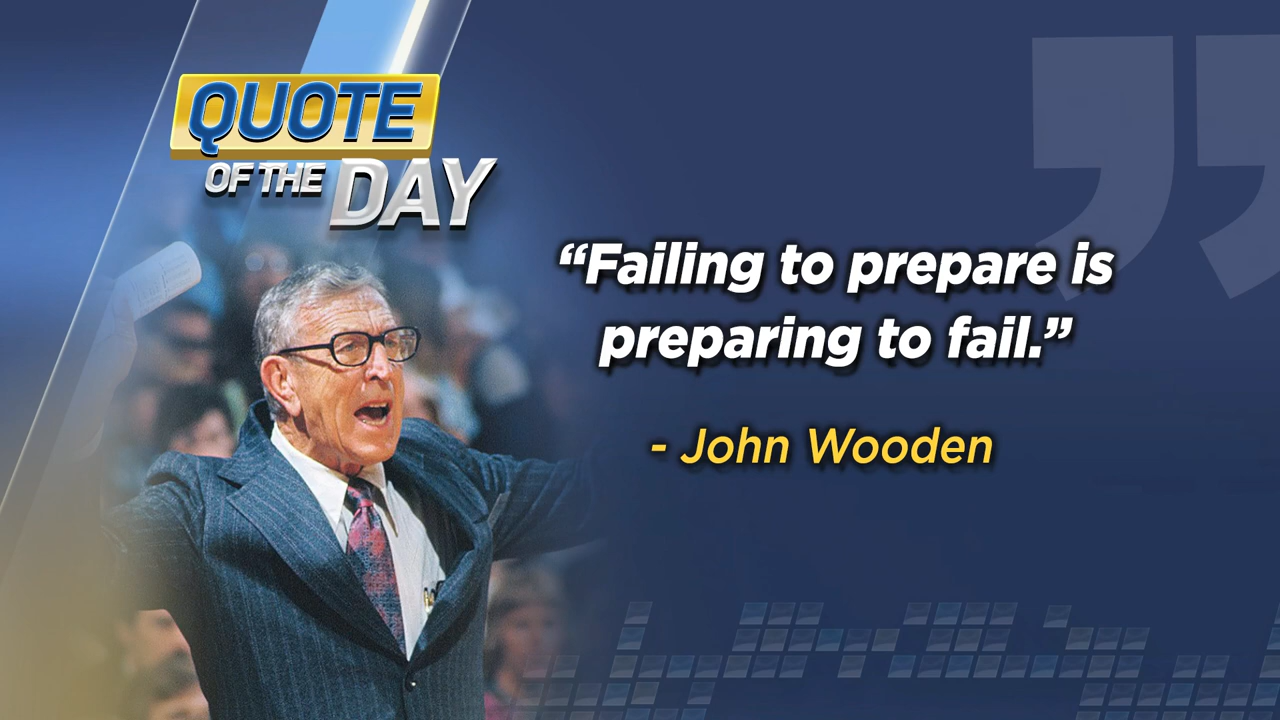 QUOTE
OF THE DAY
“Failing to prepare is
preparing to fail.”
- John Wooden